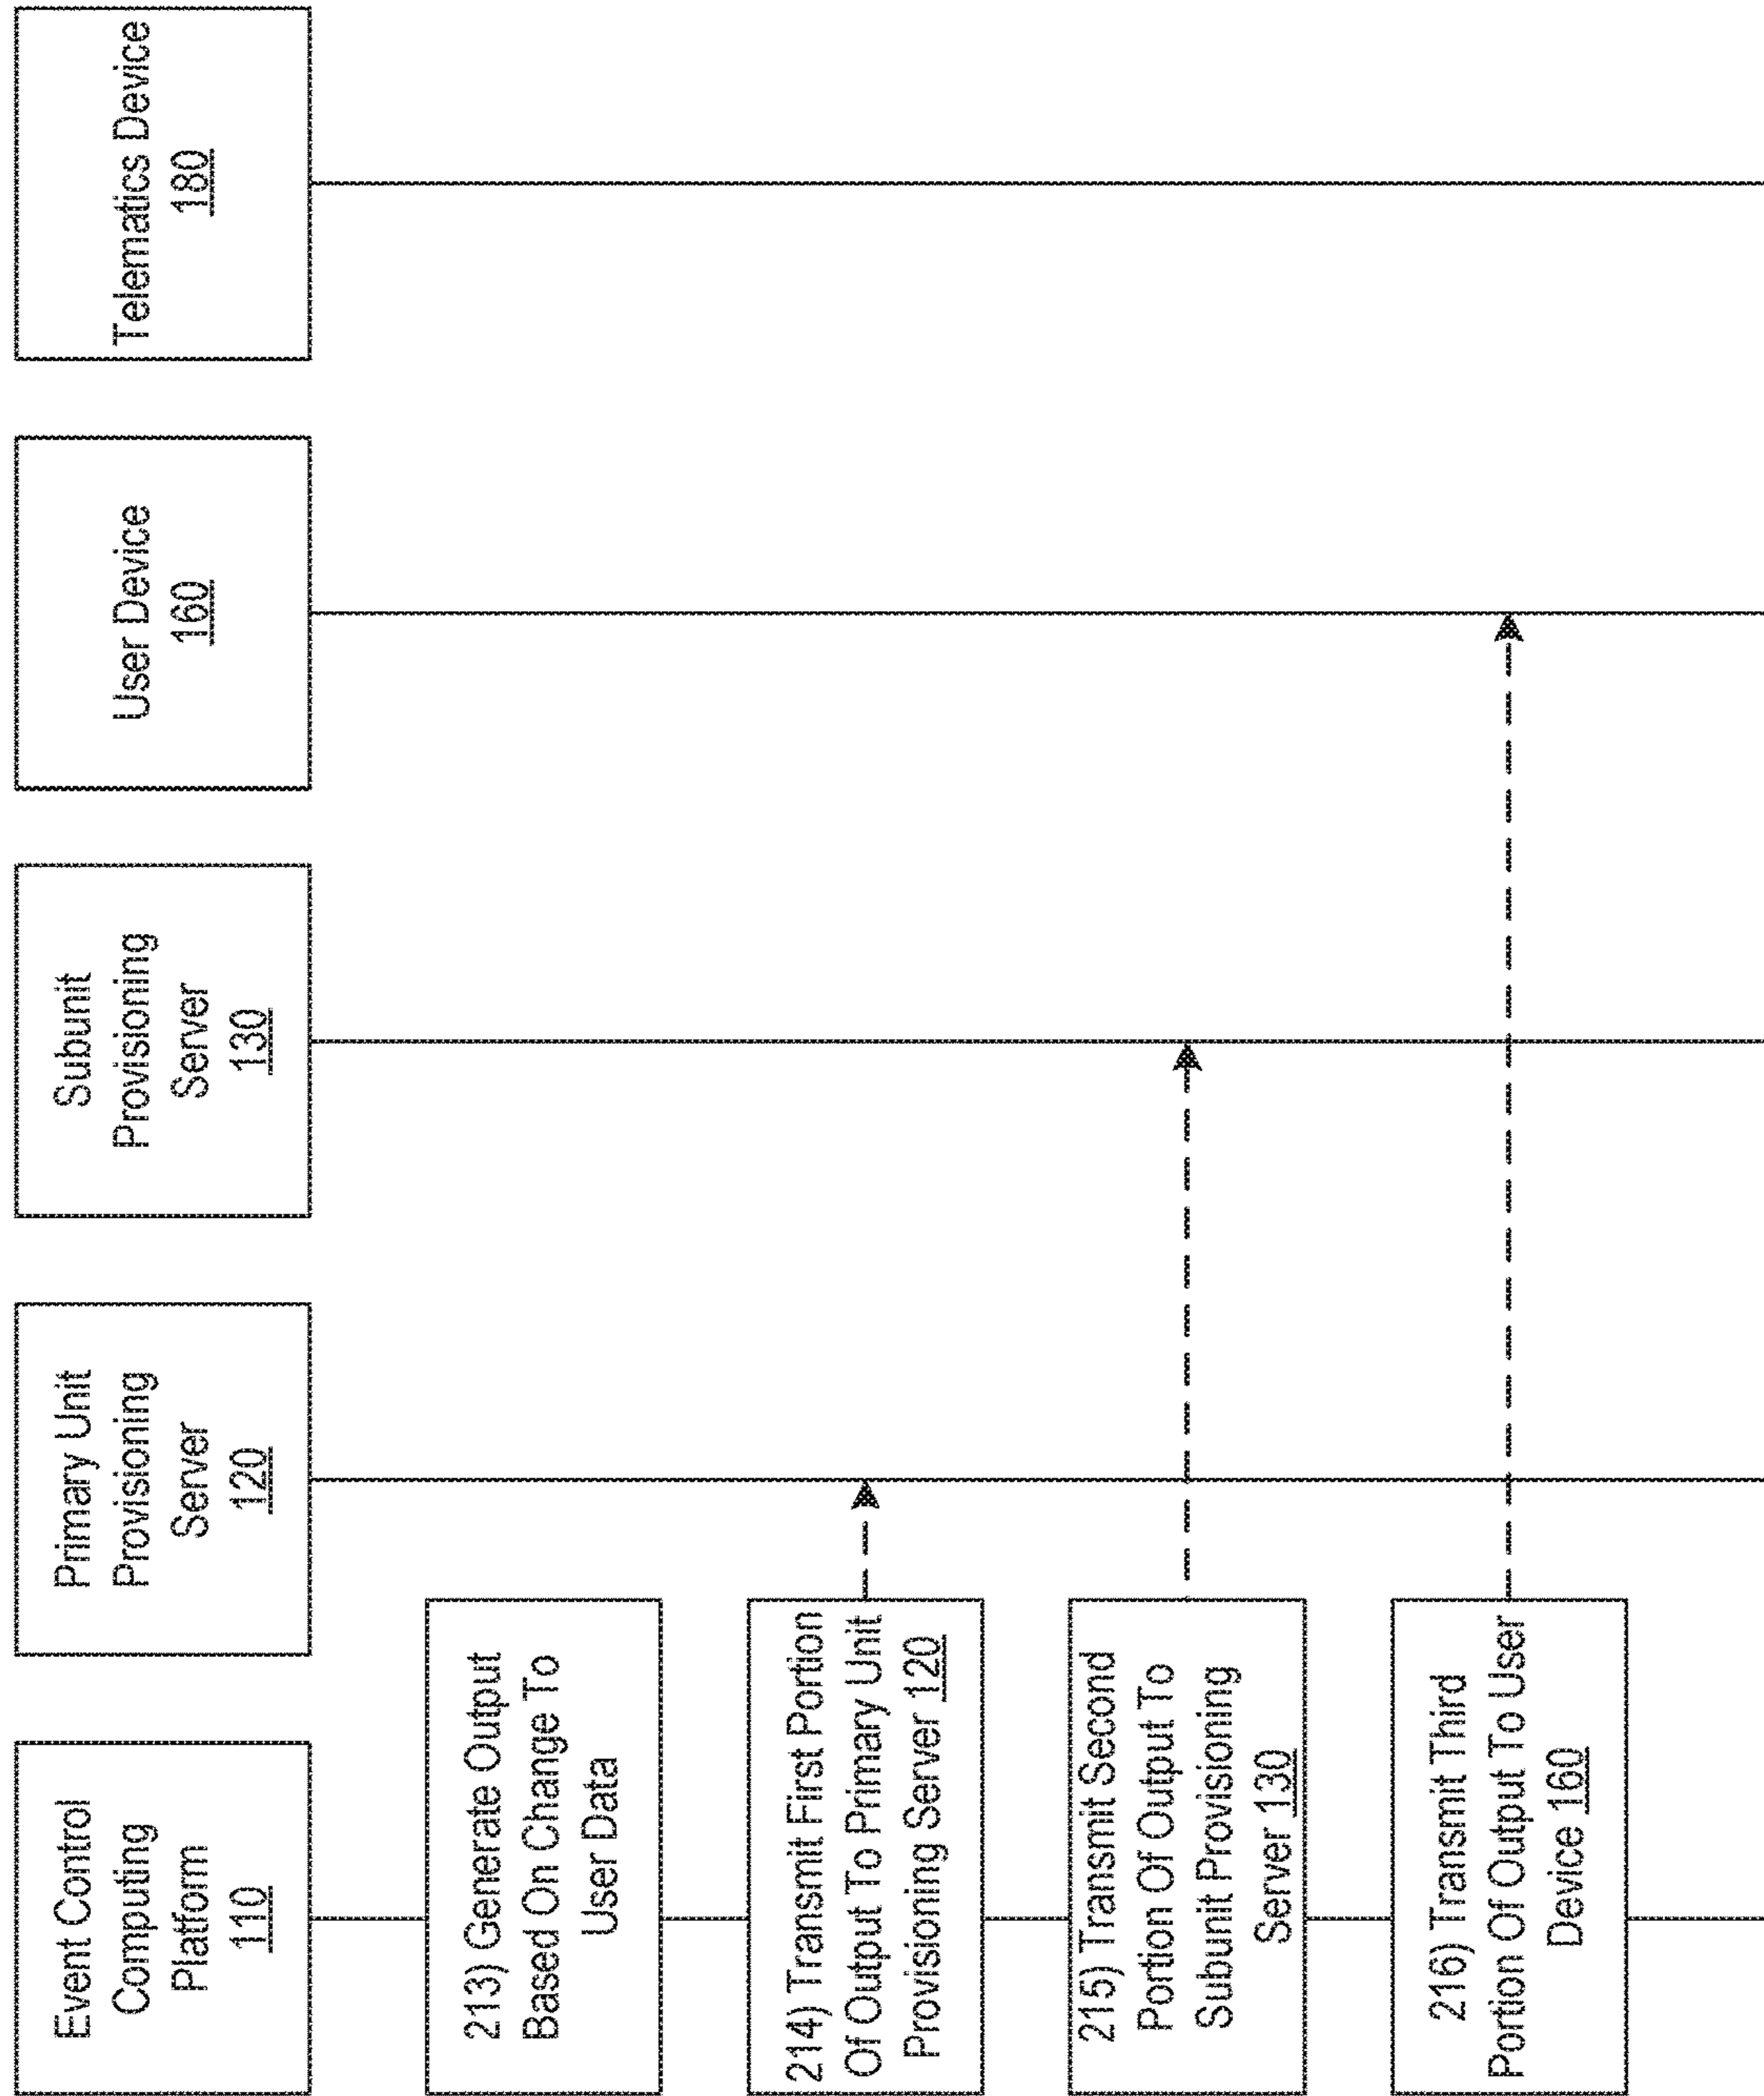 Event Control
Computing
Platform
110
Primary Unit
Provisioning
Server
120
Subunit
Provisioning
Server
130
User Device
160
Telematics Device
180
213) Generate Output
Based On Change To
User Data
214) Transmit First Portion
Of Output To Primary Unit
Provisioning Server 120
215) Transmit Second
Portion Of Output To
Subunit Provisioning
Server 130
216) Transmit Third
Portion Of Output To User
Device 160